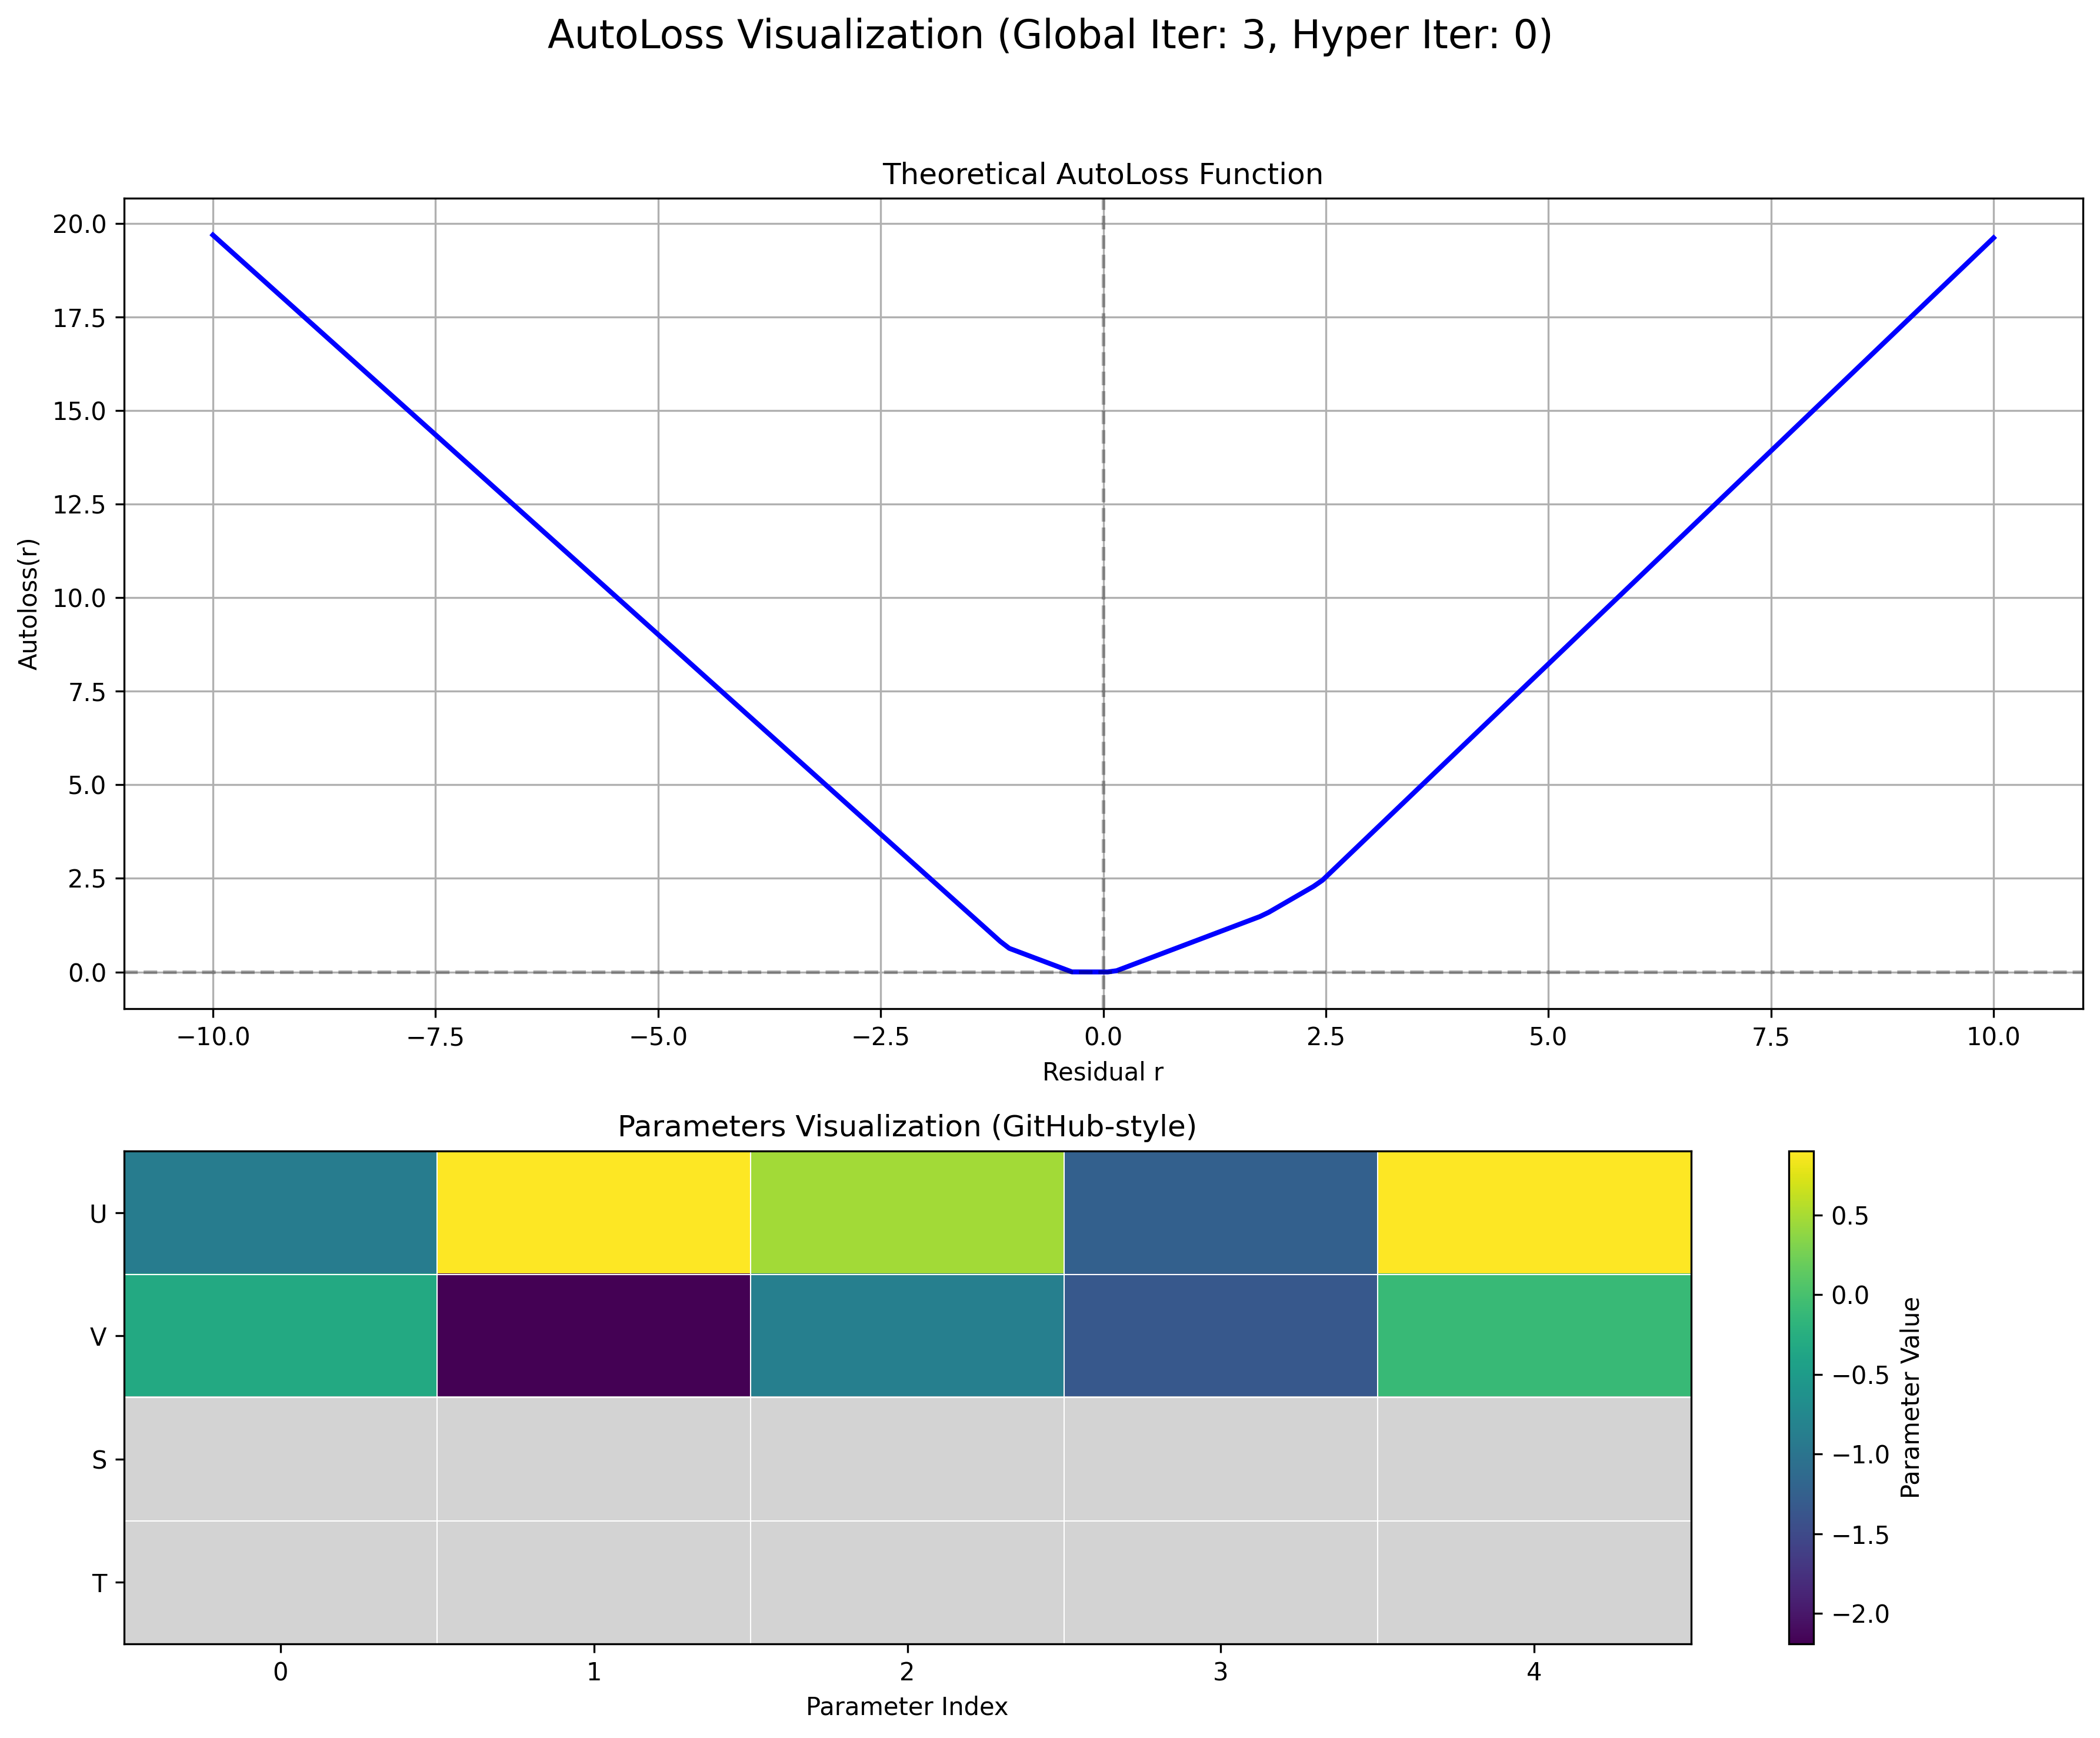 AutoLoss Visualization (Global Iter: 3, Hyper Iter: 0)
Theoretical AutoLoss Function
20.0
17.5
15.0
12.5
10.0
7.5
5.0
2.5
0.0
Autoloss(r)
−10.0 −7.5 −5.0 −2.5 0.0 2.5 5.0 7.5 10.0
Residual r
Parameters Visualization (GitHub-style)
U
V
S
T
0 1 2 3 4
Parameter Index
0.5
0.0
−0.5
−1.0
−1.5
−2.0
Parameter Value